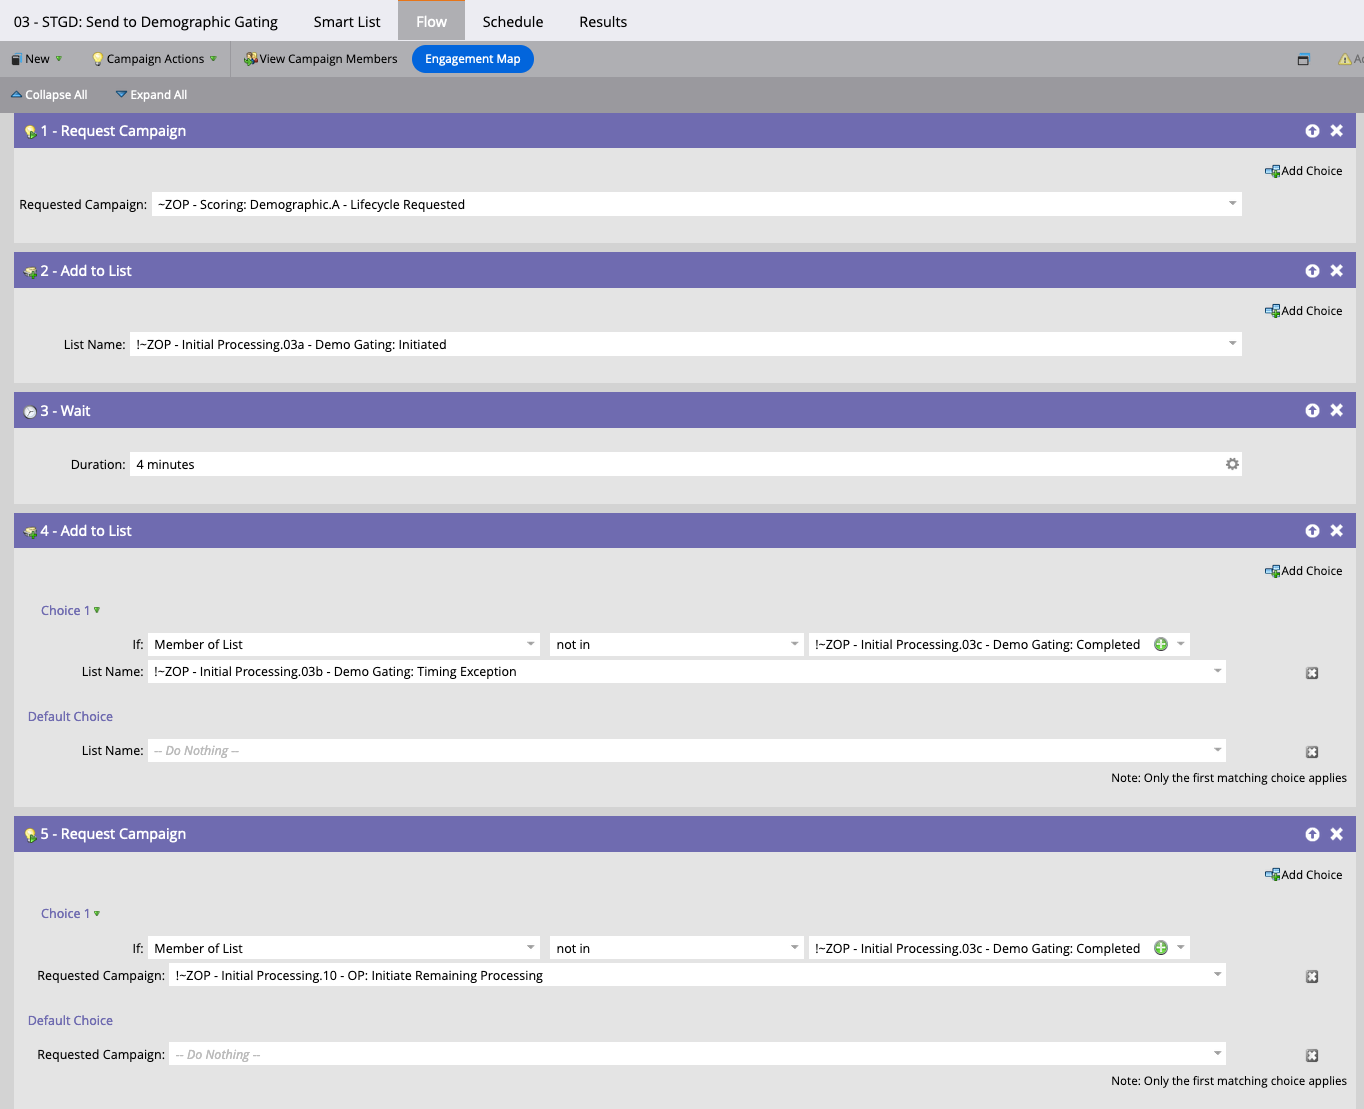 03 - STGD: Send to Demographic Gating Smart List Flow Schedule Results
New Campaign Actions View Campaign Members Engagement Map
Collapse All Expand All
1 - Request Campaign
Add Choice
Requested Campaign: ~ZOP - Scoring: Demographic.A - Lifecycle Requested
2 - Add to List
Add Choice
List Name: !~ZOP - Initial Processing.03a - Demo Gating: Initiated
3 - Wait
Duration: 4 minutes
4 - Add to List
Add Choice
Choice 1
If: Member of List not in !~ZOP - Initial Processing.03c - Demo Gating: Completed
List Name: !~ZOP - Initial Processing.03b - Demo Gating: Timing Exception
Default Choice
List Name: -- Do Nothing --
Note: Only the first matching choice applies
5 - Request Campaign
Add Choice
Choice 1
If: Member of List not in !~ZOP - Initial Processing.03c - Demo Gating: Completed
Requested Campaign: !~ZOP - Initial Processing.10 - OP: Initiate Remaining Processing
Default Choice
Requested Campaign: -- Do Nothing --
Note: Only the first matching choice applies